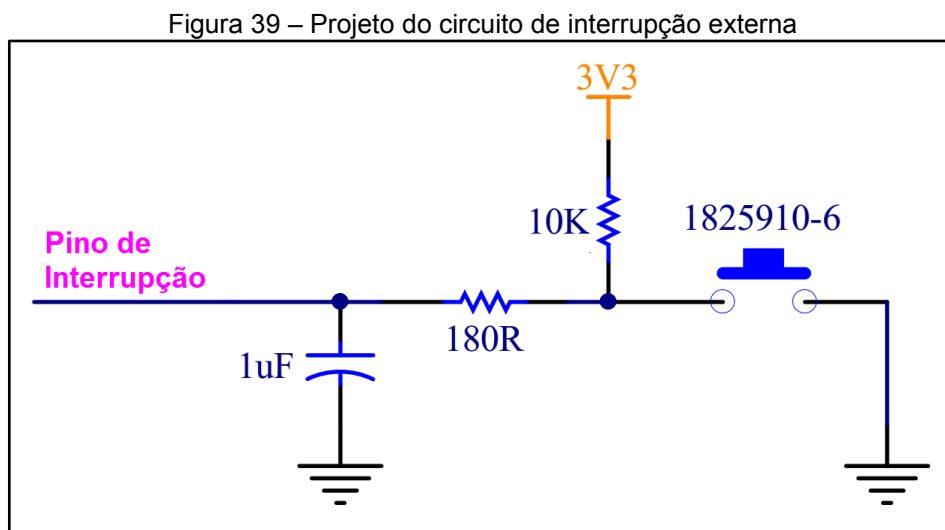 Figura 39 – Projeto do circuito de interrupção externa
3V3
10K
1825910-6
Pino de
Interrupção
180R
1uF